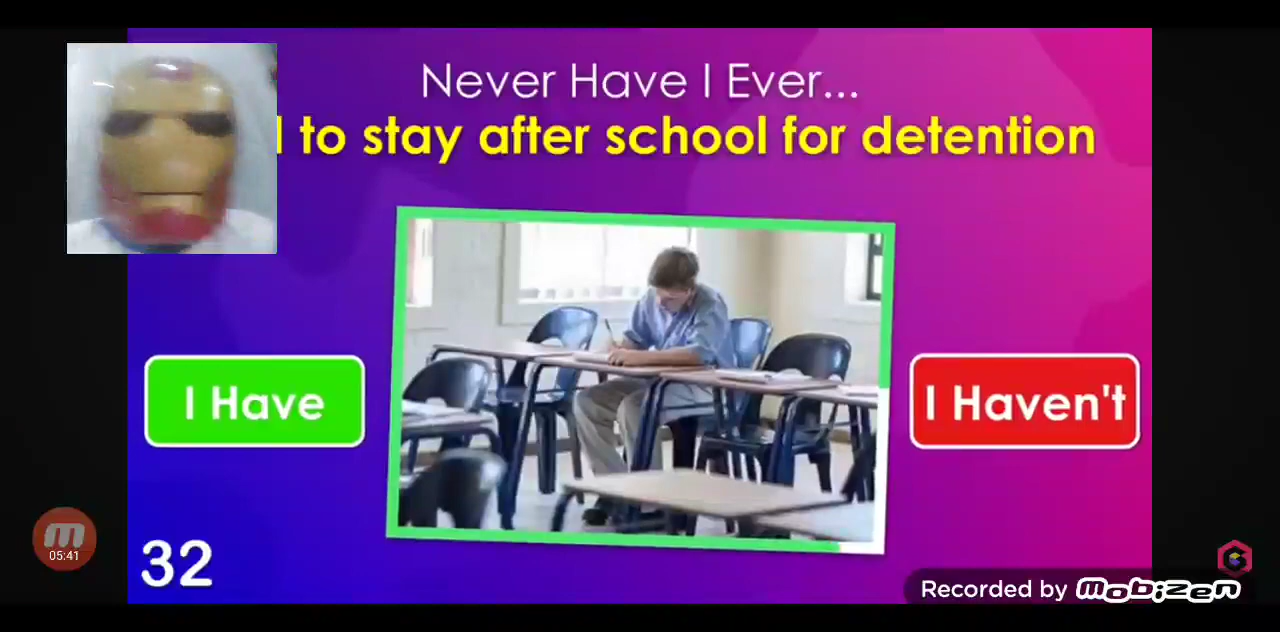 Never Have I Ever...
to stay after school for detention
I Have
I Haven't
32
05:41
Recorded by mobizen